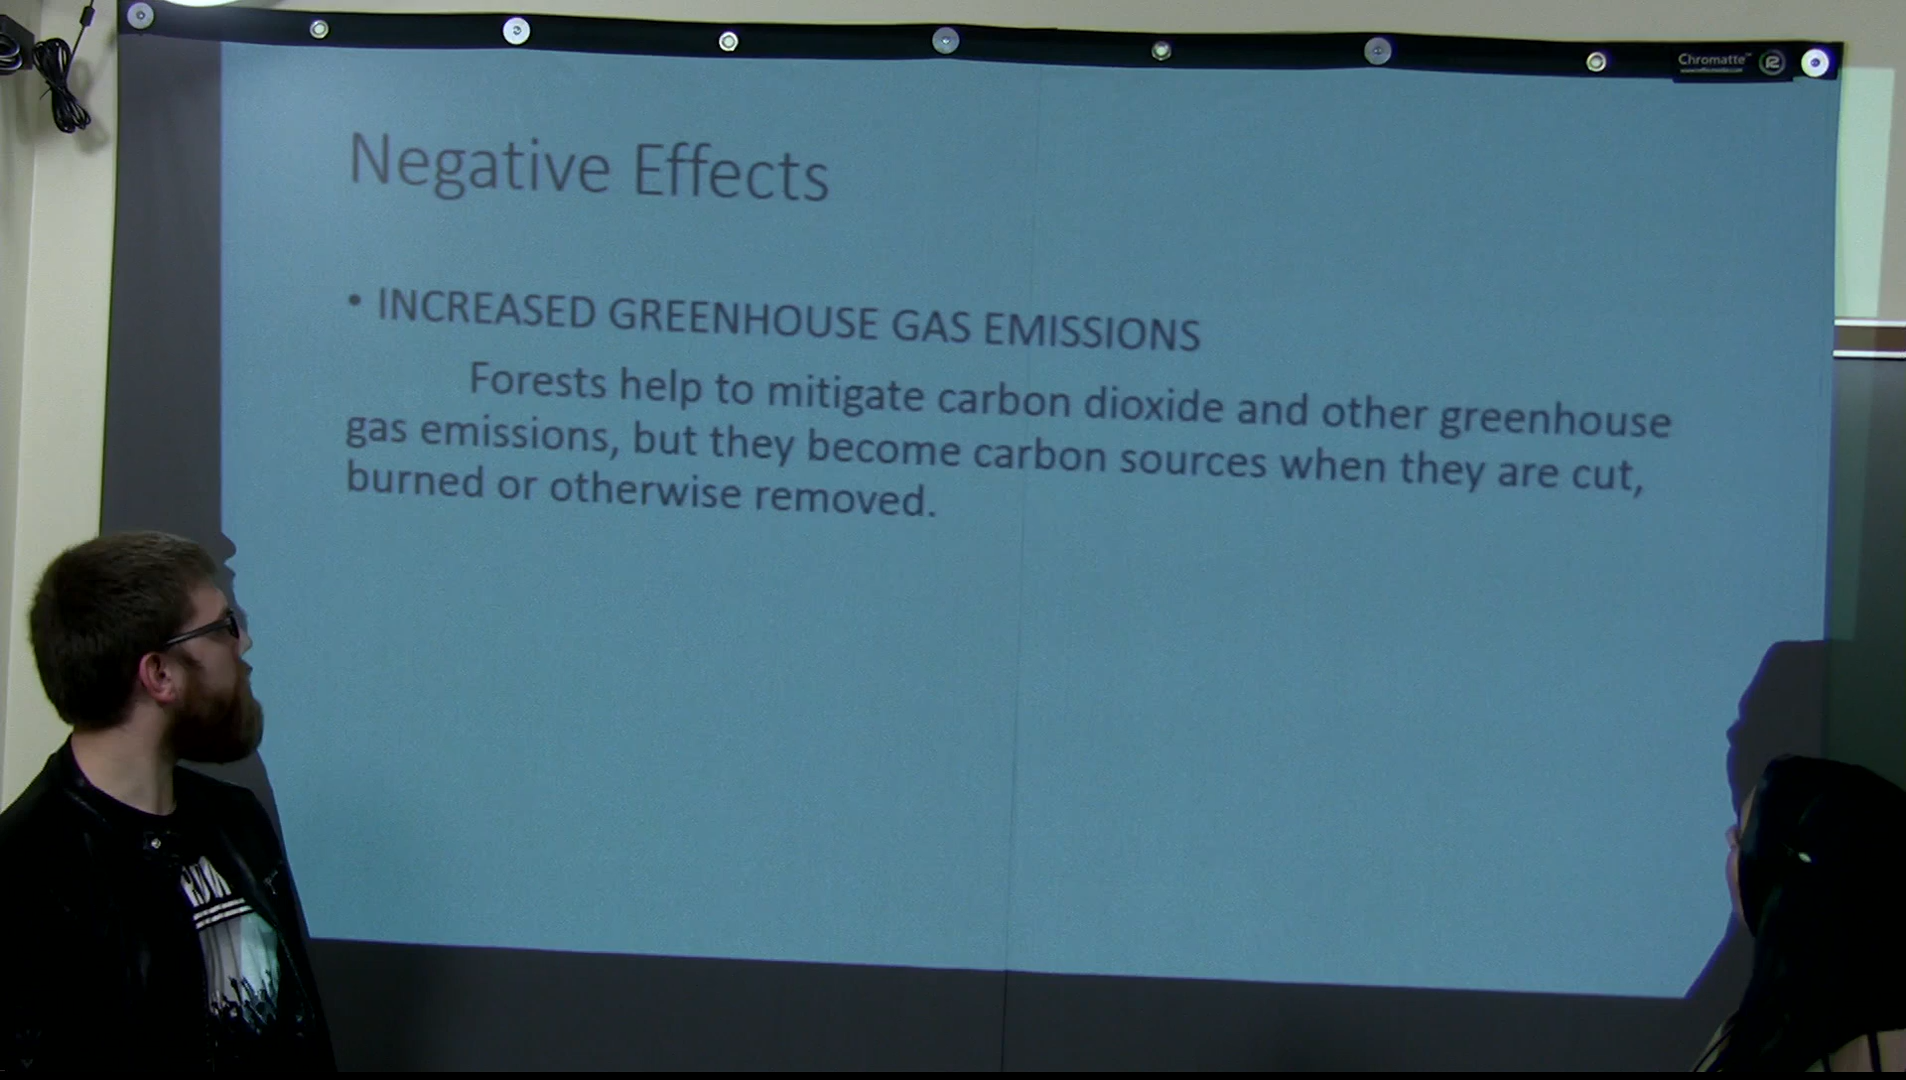 Chromatte
Negative Effects
• INCREASED GREENHOUSE GAS EMISSIONS
Forests help to mitigate carbon dioxide and other greenhouse
gas emissions, but they become carbon sources when they are cut,
burned or otherwise removed.